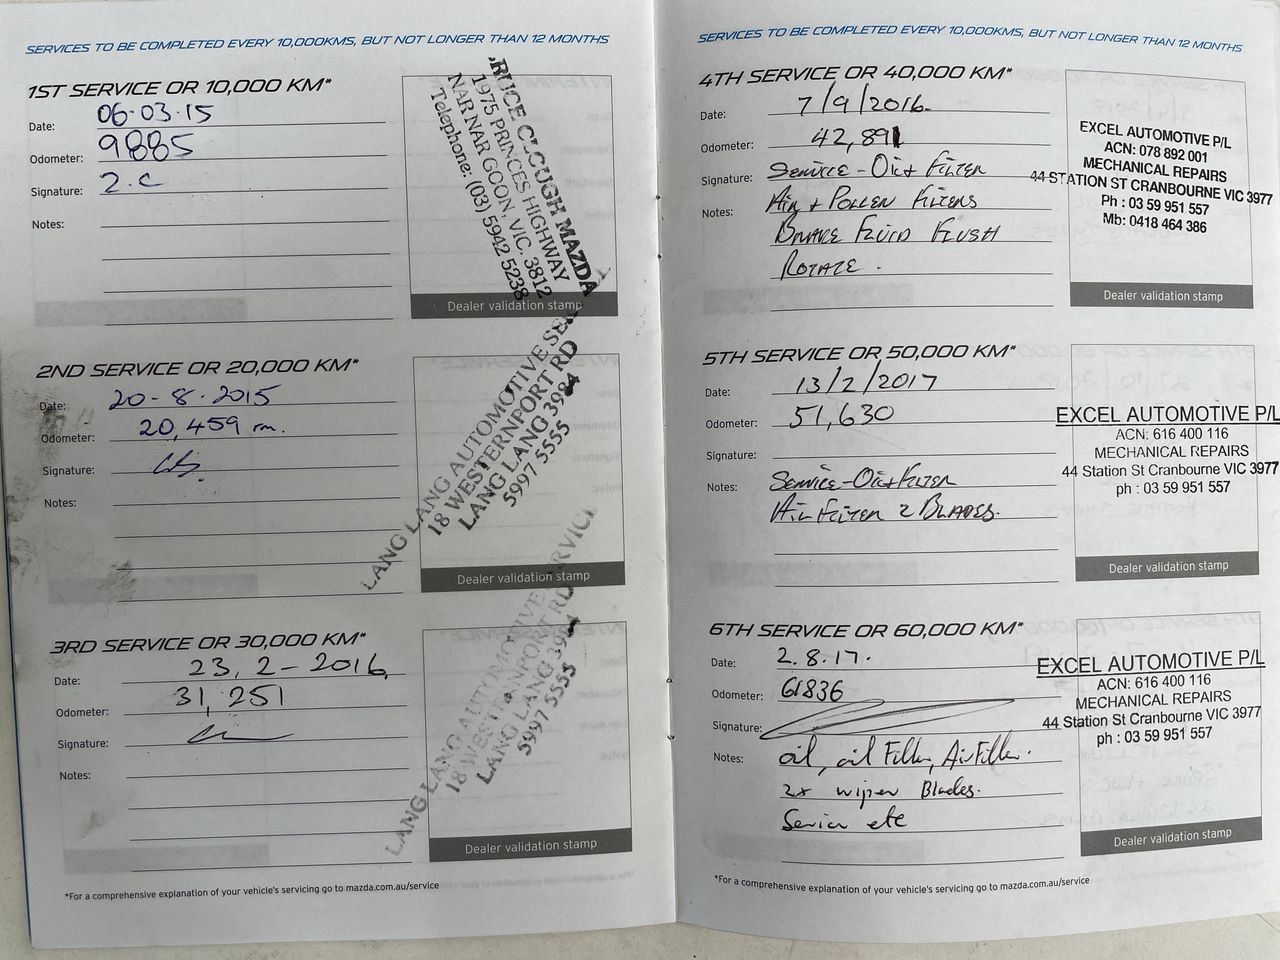 SERVICES TO BE COMPLETED EVERY 10,000KMS, BUT NOT LONGER THAN 12 MONTHS
1ST SERVICE OR 10,000 KM*
Date: 06-03-15
Odometer: 9885
Signature: 2.C
Notes:
BRUCE CLOUGH MAZDA
1975 PRINCES HIGHWAY
NAR NAR GOON, VIC. 3812
Telephone: (03) 5942 5238
Dealer validation stamp
2ND SERVICE OR 20,000 KM*
Date: 20-8-2015
Odometer: 20,459
Signature:
Notes:
LANG LANG AUTOMOTIVE SER
18 WESTERNPORT RD
LANG LANG 3984
5997 5555
Dealer validation stamp
3RD SERVICE OR 30,000 KM*
Date: 23,2-2016,
Odometer: 31,251
Signature:
Notes:
LANG LANG AUTOMOTIVE SERVICE
18 WESTERNPORT RD
LANG LANG 3984
5997 5555
Dealer validation stamp
*For a comprehensive explanation of your vehicle's servicing go to mazda.com.au/service
SERVICES TO BE COMPLETED EVERY 10,000KMS, BUT NOT LONGER THAN 12 MONTHS
4TH SERVICE OR 40,000 KM*
Date: 7/9/2016.
Odometer: 42,891
Signature: SERVICE-OIL+FILTER
Notes: AIR + POLLEN FILTERS
BRAKE FLUID FLUSH
ROTATE.
EXCEL AUTOMOTIVE P/L
ACN: 078 892 001
MECHANICAL REPAIRS
44 STATION ST CRANBOURNE VIC 3977
Ph : 03 59 951 557
Mb: 0418 464 386
Dealer validation stamp
5TH SERVICE OR 50,000 KM*
Date: 13/2/2017
Odometer: 51,630
Signature:
Notes: SERVICE-OIL+FILTER
AIR FILTER 2 BLADES.
EXCEL AUTOMOTIVE P/L
ACN: 616 400 116
MECHANICAL REPAIRS
44 Station St Cranbourne VIC 3977
ph : 03 59 951 557
Dealer validation stamp
6TH SERVICE OR 60,000 KM*
Date: 2.8.17.
Odometer: 61836
Signature:
Notes: oil, oil Filter, Air Filter.
2x wiper Blades.
Service etc
EXCEL AUTOMOTIVE P/L
ACN: 616 400 116
MECHANICAL REPAIRS
44 Station St Cranbourne VIC 3977
ph : 03 59 951 557
Dealer validation stamp
*For a comprehensive explanation of your vehicle's servicing go to mazda.com.au/service